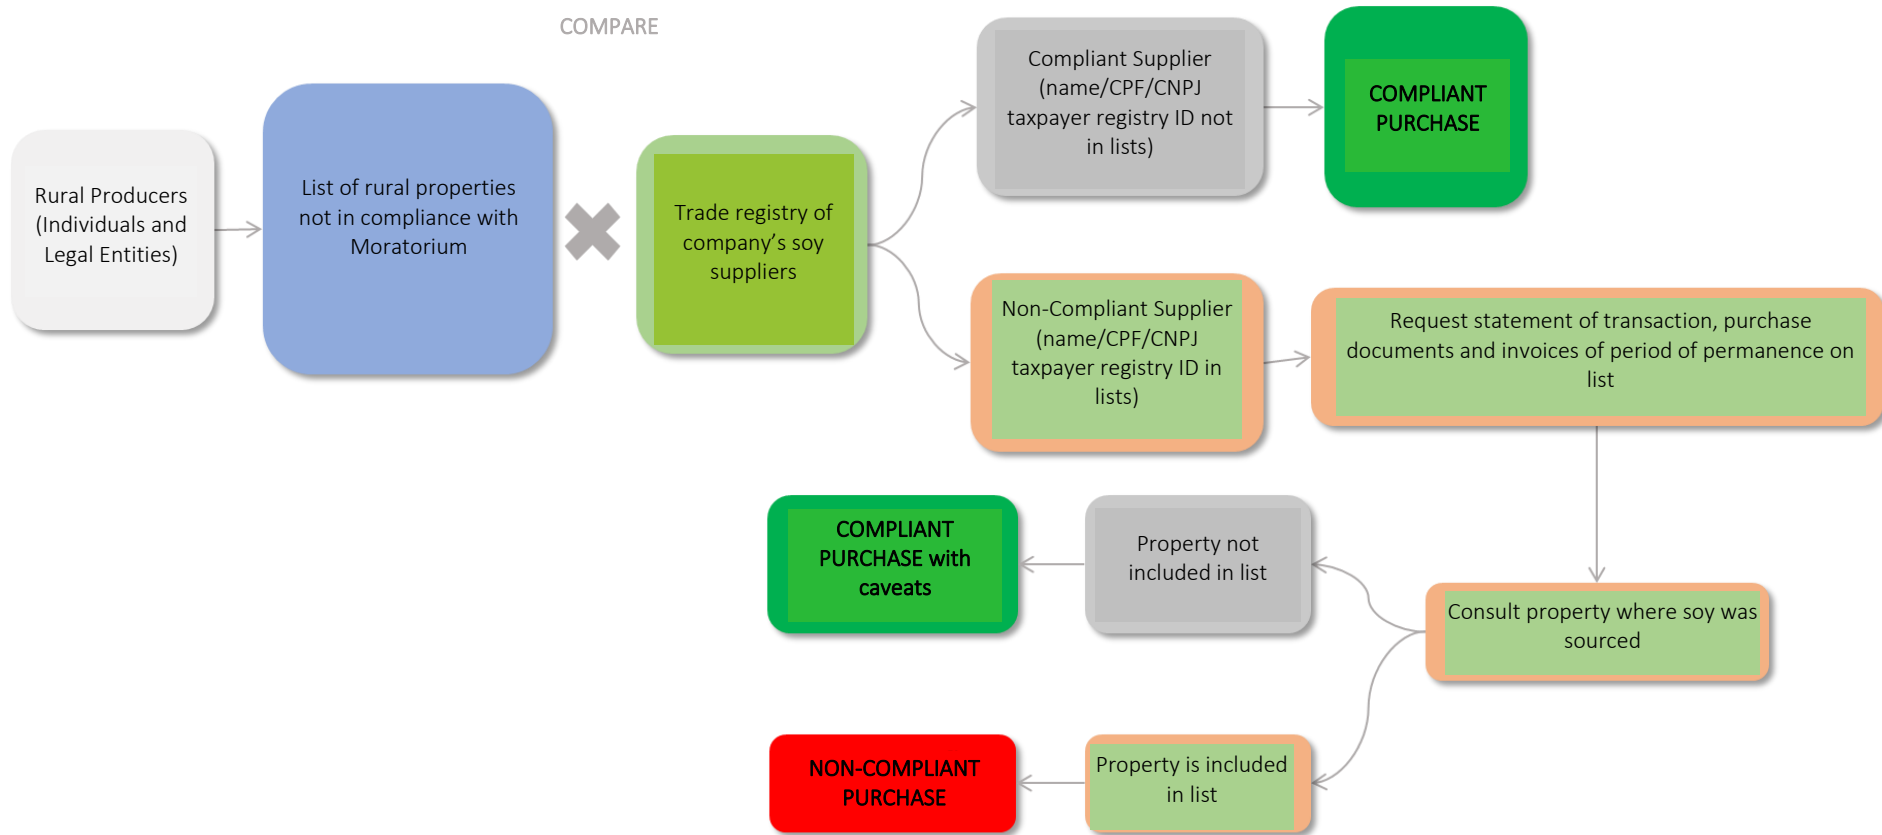 COMPARE
Rural Producers
(Individuals and
Legal Entities)
List of rural properties
not in compliance with
Moratorium
Trade registry of
company’s soy
suppliers
Compliant Supplier
(name/CPF/CNPJ
taxpayer registry ID not
in lists)
COMPLIANT
PURCHASE
Non-Compliant Supplier
(name/CPF/CNPJ
taxpayer registry ID in
lists)
Request statement of transaction, purchase
documents and invoices of period of permanence on
list
COMPLIANT
PURCHASE with
caveats
Property not
included in list
Consult property where soy was
sourced
NON-COMPLIANT
PURCHASE
Property is included
in list